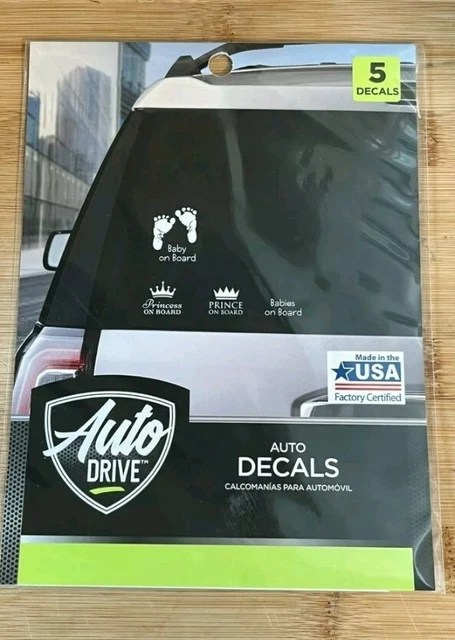 5
DECALS
Baby
on Board
Princess
ON BOARD
PRINCE
ON BOARD
Babies
on Board
Made in the
USA
Factory Certified
Auto
DRIVE™
AUTO
DECALS
CALCOMANÍAS PARA AUTOMÓVIL